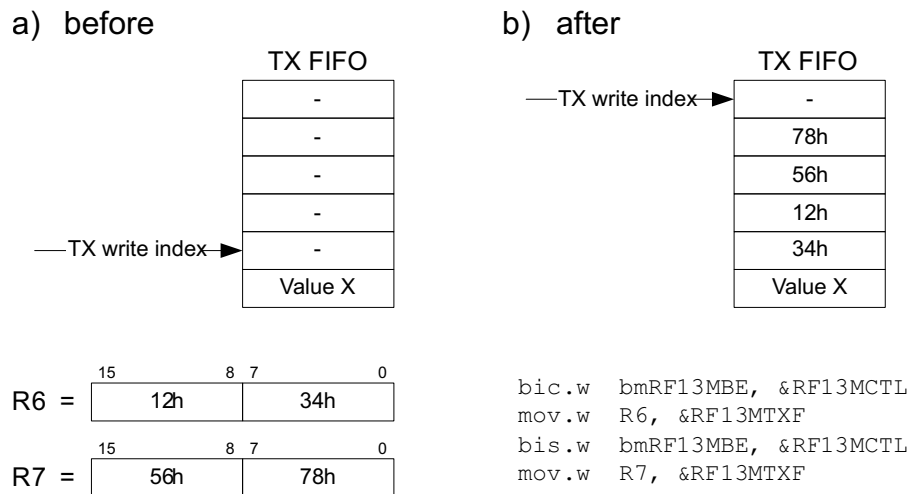 a) before
TX FIFO
-
-
-
-
TX write index
-
Value X
b) after
TX FIFO
TX write index
-
78h
56h
12h
34h
Value X
15 8 7 0
R6 = 12h 34h
15 8 7 0
R7 = 56h 78h
bic.w bmRF13MBE, &RF13MCTL
mov.w R6, &RF13MTXF
bis.w bmRF13MBE, &RF13MCTL
mov.w R7, &RF13MTXF